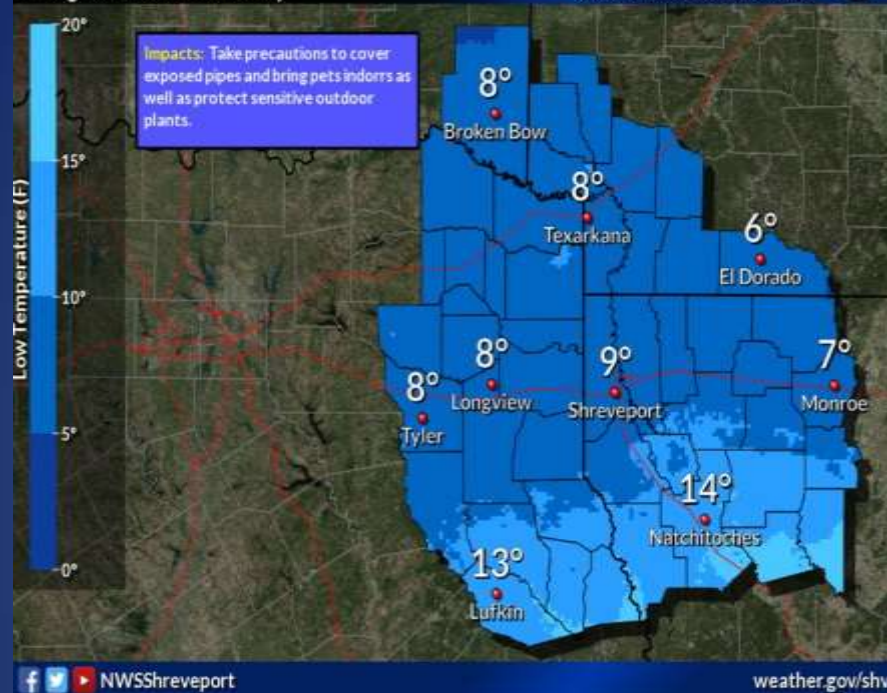 20°
Impacts: Take precautions to cover
exposed pipes and bring pets indorrs as
well as protect sensitive outdoor
plants.
8°
Broken Bow
15°
8°
Texarkana
6°
El Dorado
Low Temperature (F)
10°
8°
Longview
9°
Shreveport
7°
Monroe
8°
Tyler
5°
14°
Natchitoches
13°
Lufkin
0°
NWSShreveport
weather.gov/shv